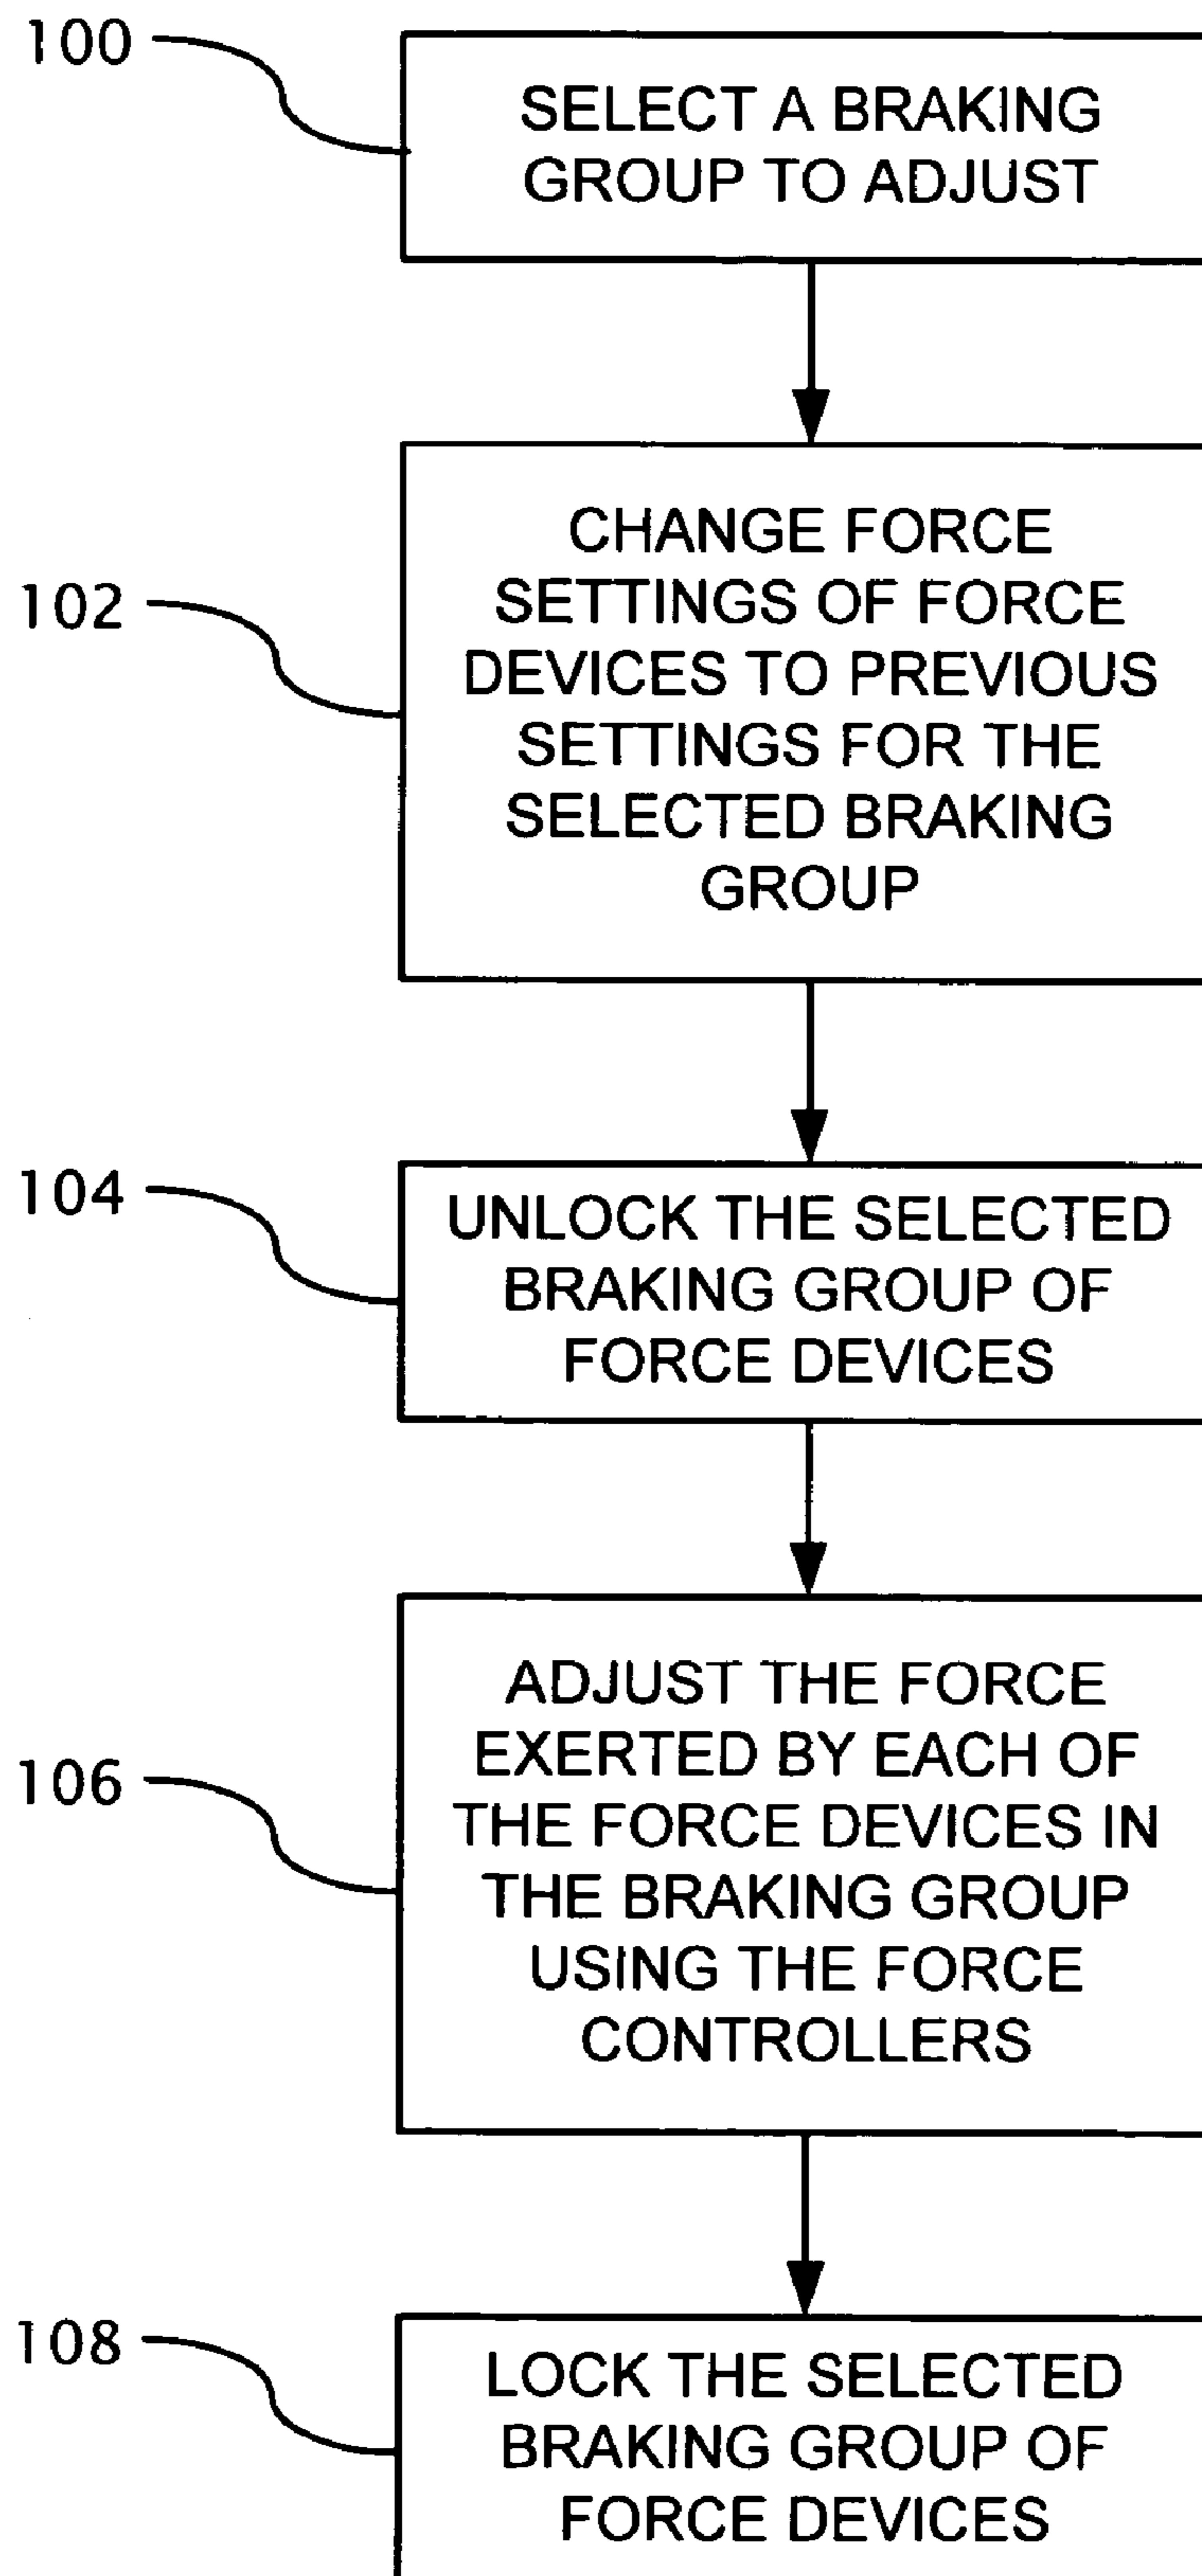 100
SELECT A BRAKING
GROUP TO ADJUST
102
CHANGE FORCE
SETTINGS OF FORCE
DEVICES TO PREVIOUS
SETTINGS FOR THE
SELECTED BRAKING
GROUP
104
UNLOCK THE SELECTED
BRAKING GROUP OF
FORCE DEVICES
106
ADJUST THE FORCE
EXERTED BY EACH OF
THE FORCE DEVICES IN
THE BRAKING GROUP
USING THE FORCE
CONTROLLERS
108
LOCK THE SELECTED
BRAKING GROUP OF
FORCE DEVICES